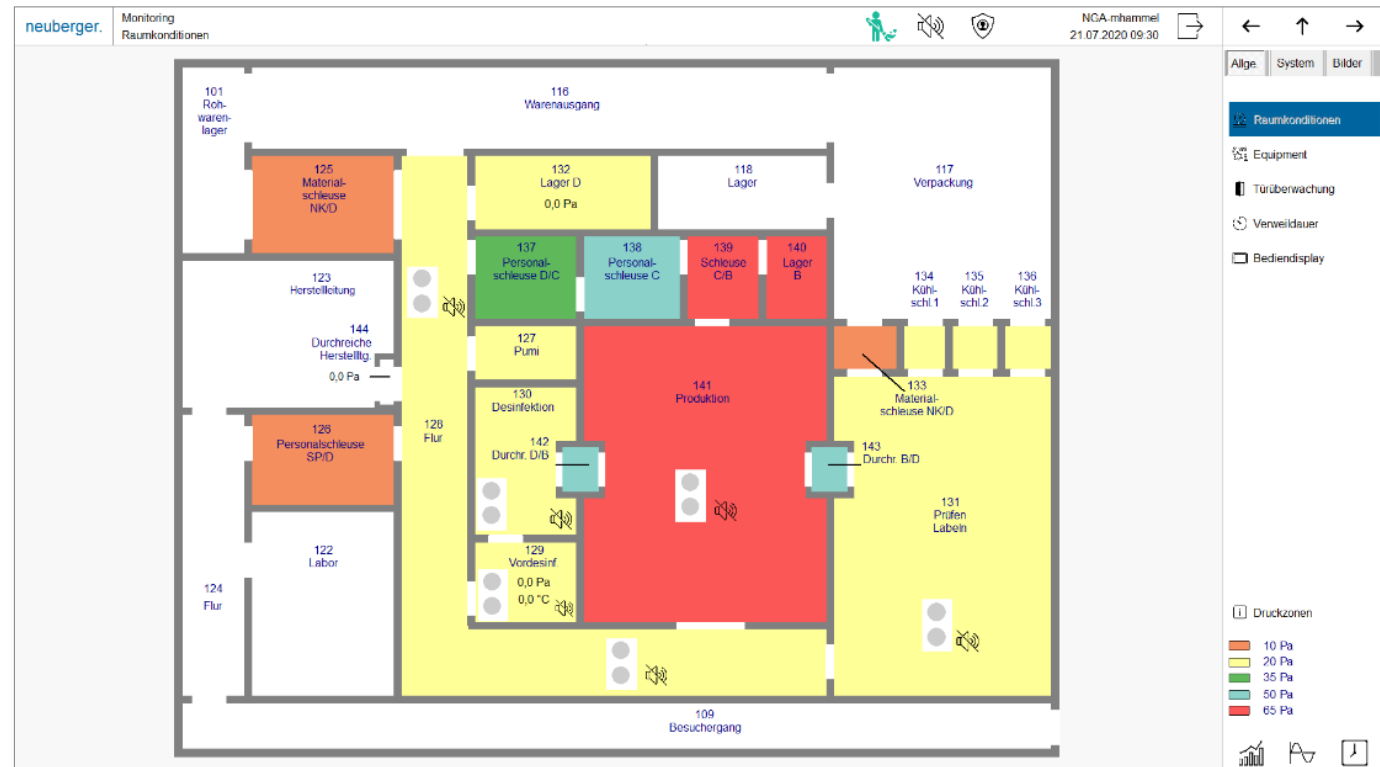 neuberger.
Monitoring
Raumkonditionen
NGA-mhammel
21.07.2020 09:30
Allge.
System
Bilder
Raumkonditionen
Equipment
Türüberwachung
Verweildauer
Bediendisplay
101
Roh-
waren-
lager
116
Warenausgang
125
Material-
schleuse
NK/D
132
Lager D
0,0 Pa
118
Lager
117
Verpackung
137
Personal-
schleuse D/C
138
Personal-
schleuse C
139
Schleuse
C/B
140
Lager
B
123
Herstellleitung
134
Kühl-
schl.1
135
Kühl-
schl.2
136
Kühl-
schl.3
144
Durchreiche
Herstelltg.
0,0 Pa
127
Pumi
141
Produktion
133
Material-
schleuse NK/D
130
Desinfektion
128
Flur
126
Personalschleuse
SP/D
142
Durchr. D/B
143
Durchr. B/D
131
Prüfen
Labeln
122
Labor
129
Vordesinf.
0,0 Pa
0,0 °C
124
Flur
109
Besuchergang
i Druckzonen
10 Pa
20 Pa
35 Pa
50 Pa
65 Pa